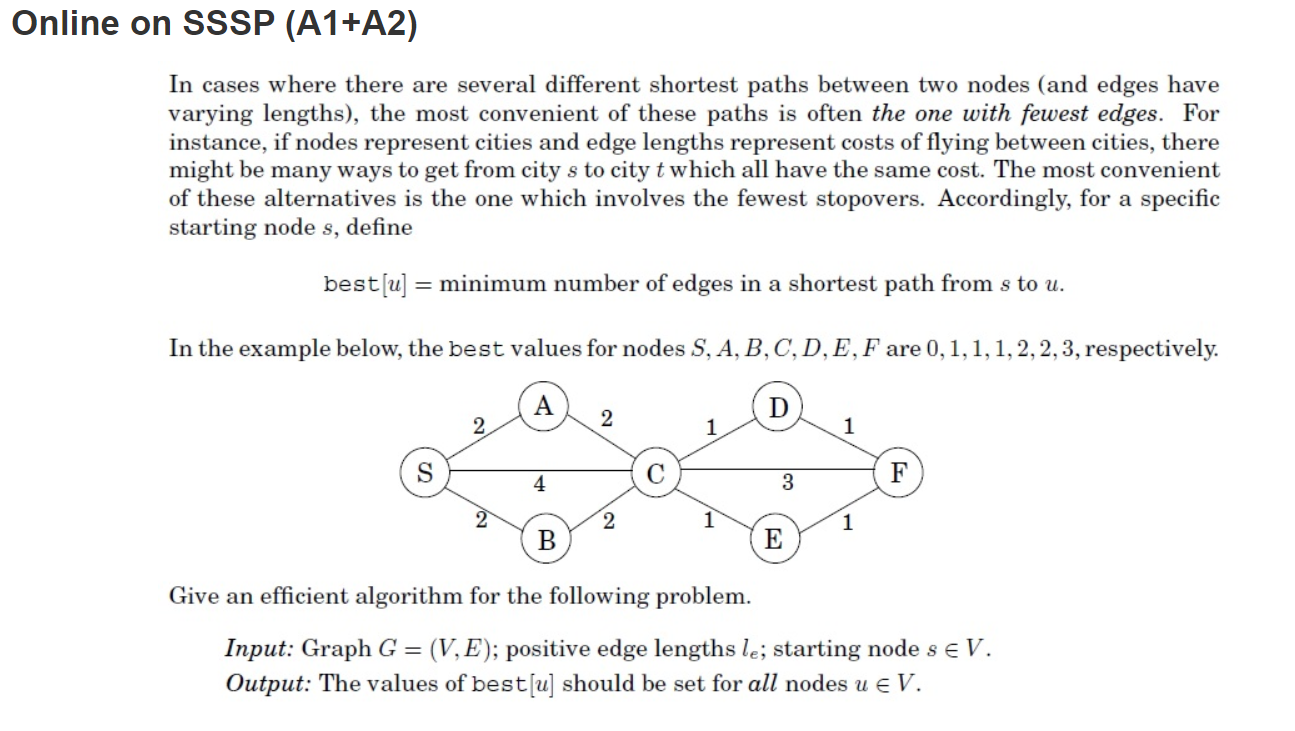 Online on SSSP (A1+A2)
In cases where there are several different shortest paths between two nodes (and edges have
varying lengths), the most convenient of these paths is often the one with fewest edges. For
instance, if nodes represent cities and edge lengths represent costs of flying between cities, there
might be many ways to get from city s to city t which all have the same cost. The most convenient
of these alternatives is the one which involves the fewest stopovers. Accordingly, for a specific
starting node s, define
best[u] = minimum number of edges in a shortest path from s to u.
In the example below, the best values for nodes S, A, B, C, D, E, F are 0, 1, 1, 1, 2, 2, 3, respectively.
A D
2 2 1 1
S C F
4 3
2 2 1 1
B E
Give an efficient algorithm for the following problem.
Input: Graph G = (V, E); positive edge lengths lₑ; starting node s ∈ V.
Output: The values of best[u] should be set for all nodes u ∈ V.